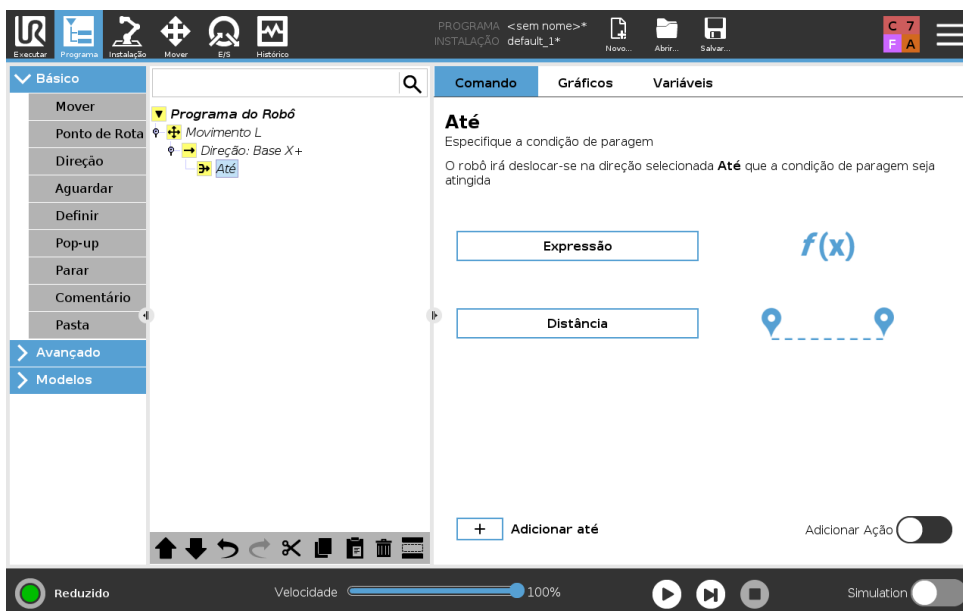 UR
Executar
Programa
Instalação
Mover
E/S
Histórico
PROGRAMA <sem nome>*
INSTALAÇÃO default_1*
Novo...
Abrir...
Salvar...
C 7
F A
Básico
Mover
Ponto de Rota
Direção
Aguardar
Definir
Pop-up
Parar
Comentário
Pasta
Avançado
Modelos
Programa do Robô
Movimento L
Direção: Base X+
Até
Comando Gráficos Variáveis
Até
Especifique a condição de paragem
O robô irá deslocar-se na direção selecionada Até que a condição de paragem seja
atingida
Expressão
f(x)
Distância
+ Adicionar até
Adicionar Ação
Reduzido
Velocidade
100%
Simulation